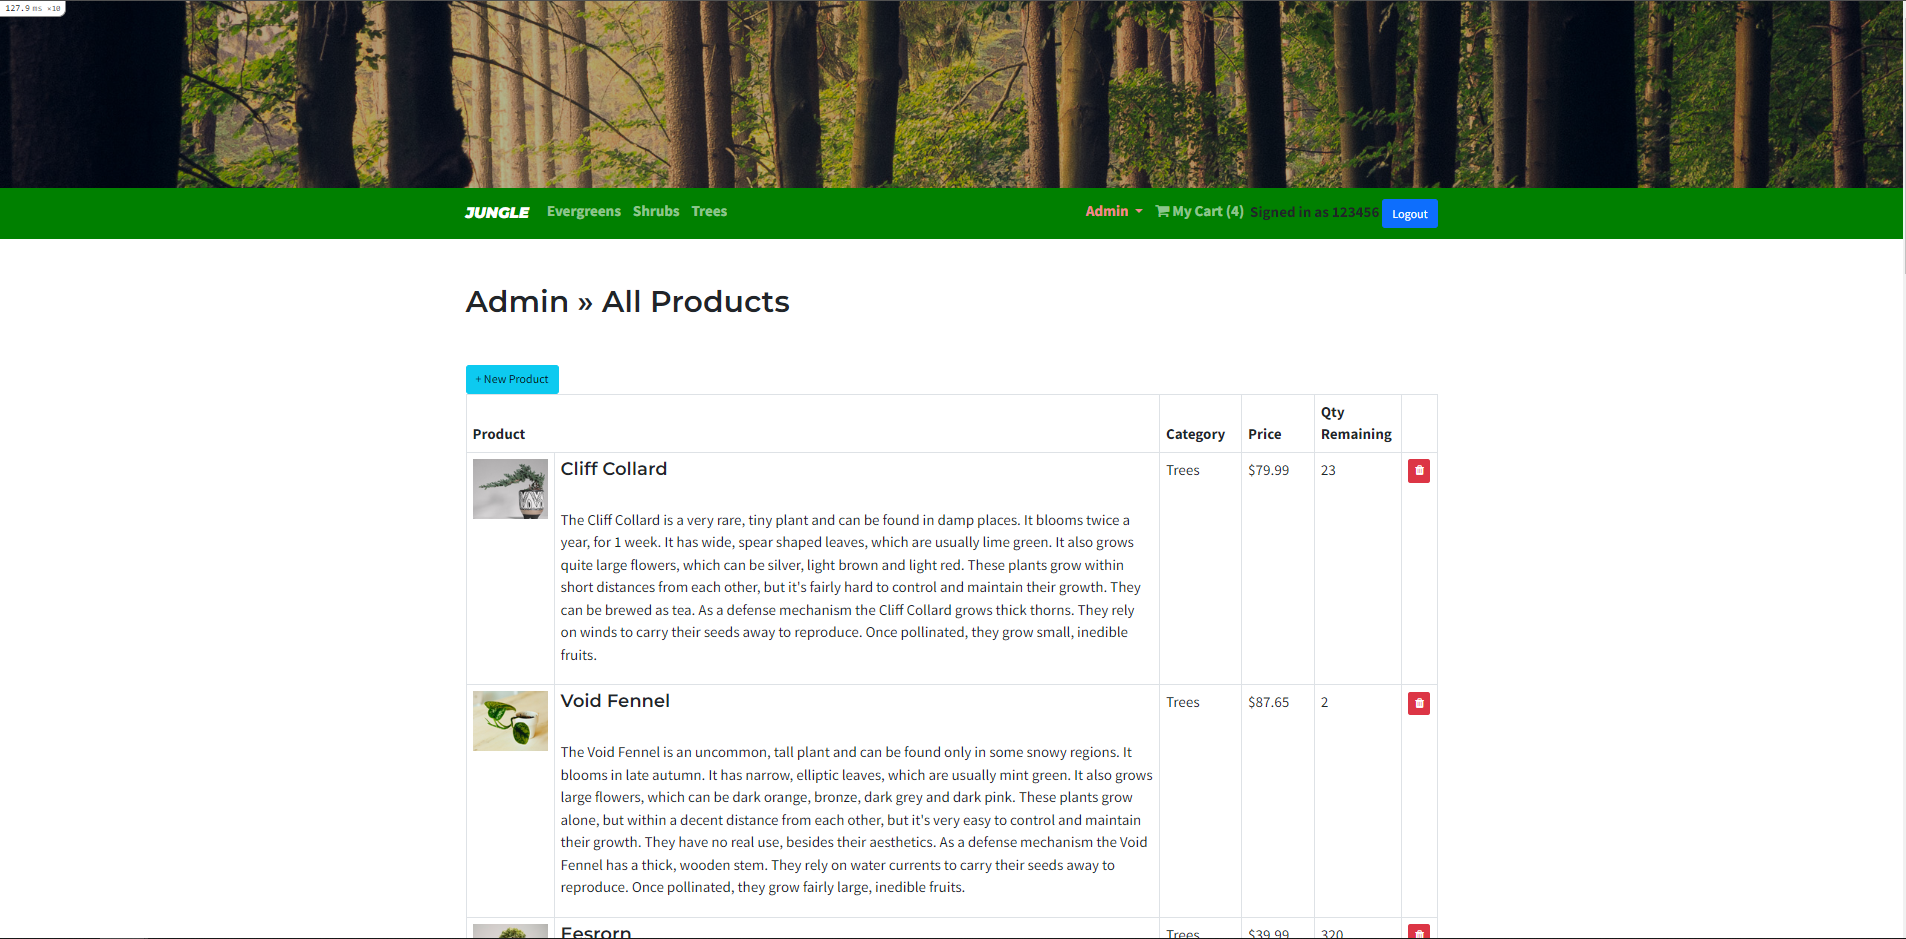 127.9 ms ×10
JUNGLE Evergreens Shrubs Trees Admin My Cart (4) Signed in as 123456 Logout
Admin » All Products
+ New Product
Product Category Price Qty Remaining
Cliff Collard Trees $79.99 23
The Cliff Collard is a very rare, tiny plant and can be found in damp places. It blooms twice a
year, for 1 week. It has wide, spear shaped leaves, which are usually lime green. It also grows
quite large flowers, which can be silver, light brown and light red. These plants grow within
short distances from each other, but it's fairly hard to control and maintain their growth. They
can be brewed as tea. As a defense mechanism the Cliff Collard grows thick thorns. They rely
on winds to carry their seeds away to reproduce. Once pollinated, they grow small, inedible
fruits.
Void Fennel Trees $87.65 2
The Void Fennel is an uncommon, tall plant and can be found only in some snowy regions. It
blooms in late autumn. It has narrow, elliptic leaves, which are usually mint green. It also grows
large flowers, which can be dark orange, bronze, dark grey and dark pink. These plants grow
alone, but within a decent distance from each other, but it's very easy to control and maintain
their growth. They have no real use, besides their aesthetics. As a defense mechanism the Void
Fennel has a thick, wooden stem. They rely on water currents to carry their seeds away to
reproduce. Once pollinated, they grow fairly large, inedible fruits.
Eesrorn Trees $39.99 320